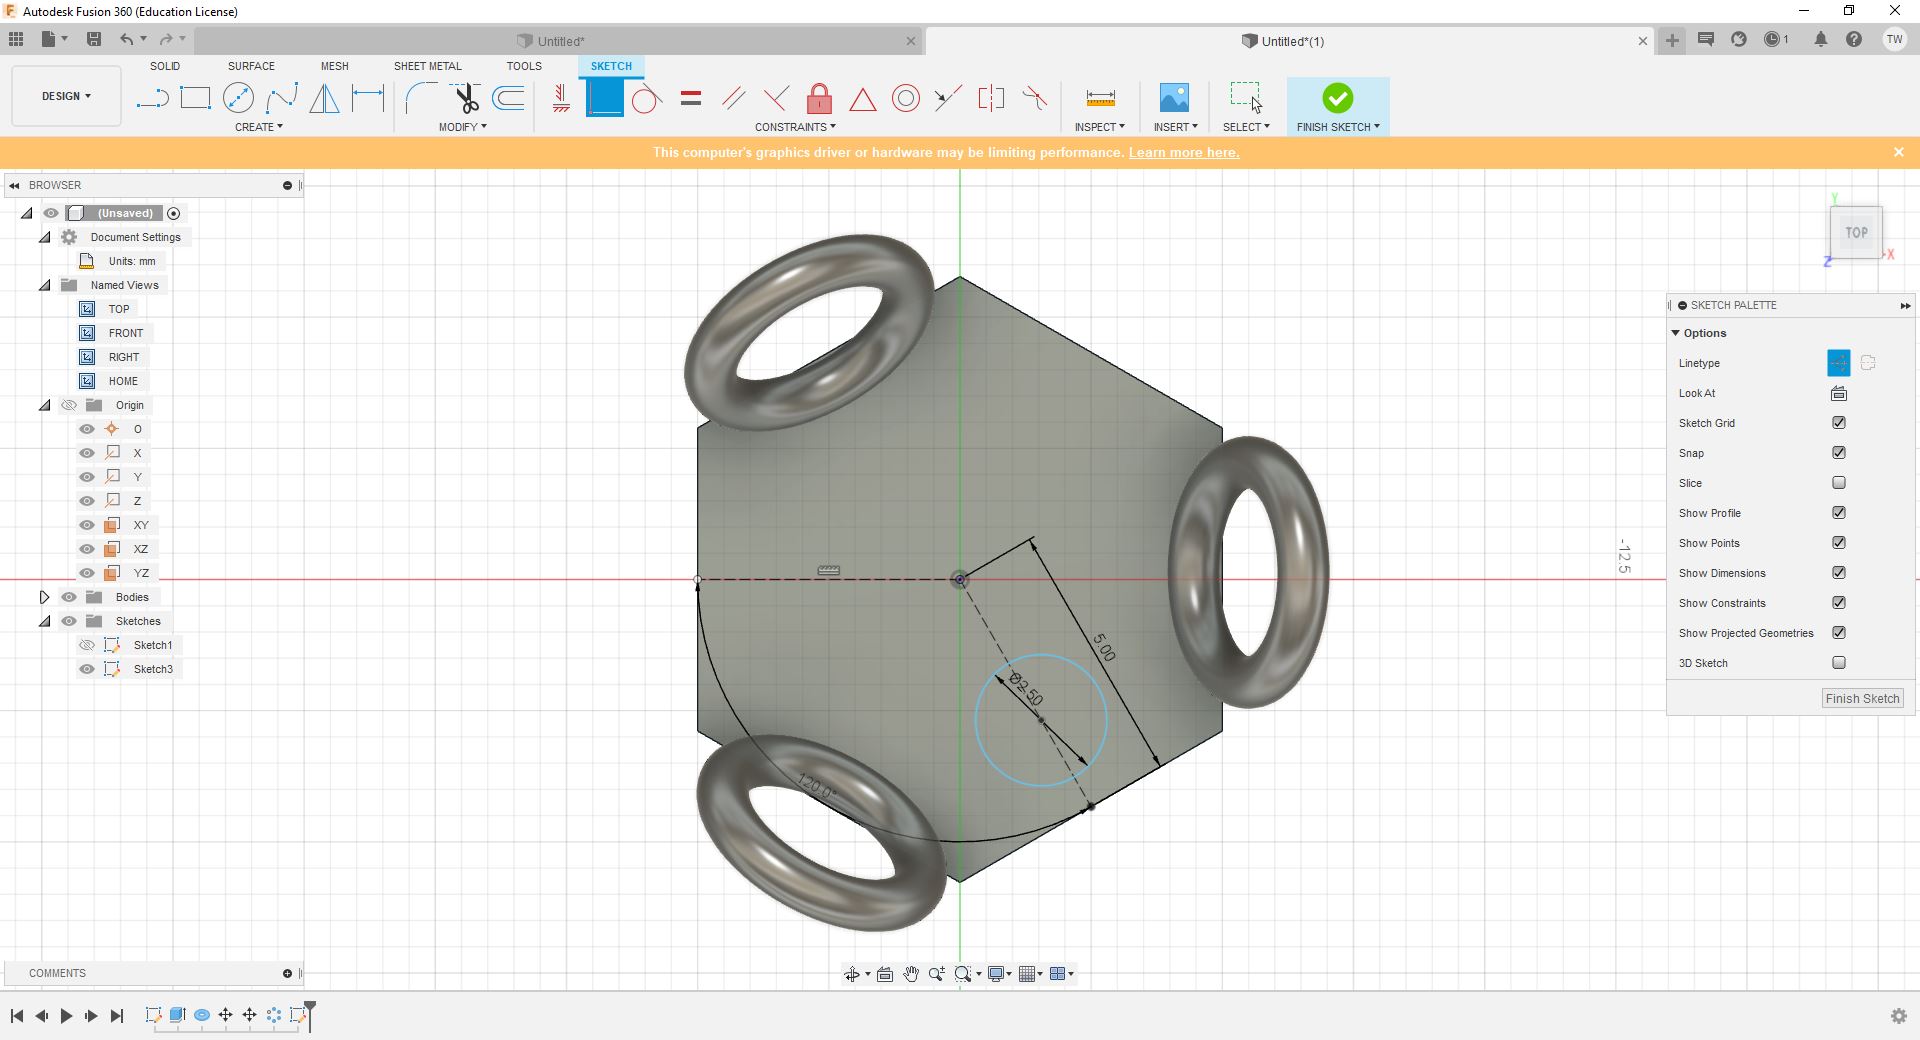 Autodesk Fusion 360 (Education License)
Untitled*
Untitled*(1)
1
TW
DESIGN
SOLID
SURFACE
MESH
SHEET METAL
TOOLS
SKETCH
CREATE
MODIFY
CONSTRAINTS
INSPECT
INSERT
SELECT
FINISH SKETCH
This computer's graphics driver or hardware may be limiting performance. Learn more here.
BROWSER
(Unsaved)
Document Settings
Units: mm
Named Views
TOP
FRONT
RIGHT
HOME
Origin
O
X
Y
Z
XY
XZ
YZ
Bodies
Sketches
Sketch1
Sketch3
5.00
Ø2.50
120.0°
-12.5
Y
TOP
X
Z
SKETCH PALETTE
Options
Linetype
Look At
Sketch Grid
Snap
Slice
Show Profile
Show Points
Show Dimensions
Show Constraints
Show Projected Geometries
3D Sketch
Finish Sketch
COMMENTS